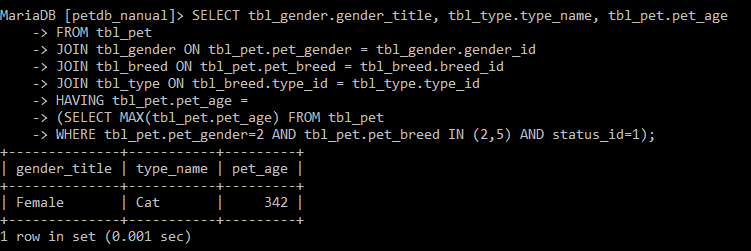 MariaDB [petdb_nanual]> SELECT tbl_gender.gender_title, tbl_type.type_name, tbl_pet.pet_age
    -> FROM tbl_pet
    -> JOIN tbl_gender ON tbl_pet.pet_gender = tbl_gender.gender_id
    -> JOIN tbl_breed ON tbl_pet.pet_breed = tbl_breed.breed_id
    -> JOIN tbl_type ON tbl_breed.type_id = tbl_type.type_id
    -> HAVING tbl_pet.pet_age =
    -> (SELECT MAX(tbl_pet.pet_age) FROM tbl_pet
    -> WHERE tbl_pet.pet_gender=2 AND tbl_pet.pet_breed IN (2,5) AND status_id=1);
+--------------+-----------+---------+
| gender_title | type_name | pet_age |
+--------------+-----------+---------+
| Female       | Cat       |     342 |
+--------------+-----------+---------+
1 row in set (0.001 sec)